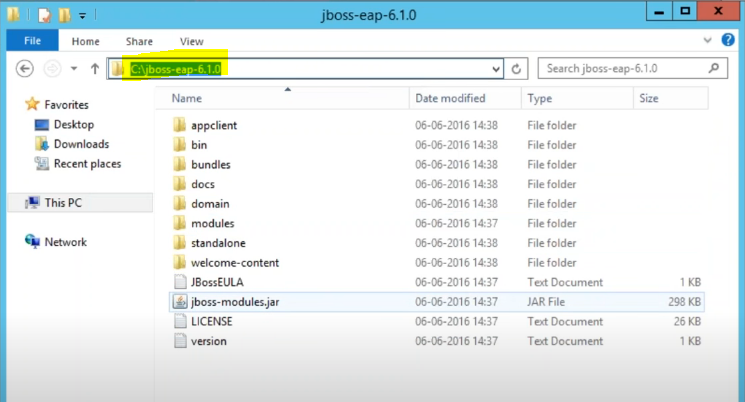 jboss-eap-6.1.0
File Home Share View
C:\jboss-eap-6.1.0 Search jboss-eap-6.1.0
Name Date modified Type Size
Favorites
Desktop
Downloads
Recent places
This PC
Network
appclient 06-06-2016 14:38 File folder
bin 06-06-2016 14:38 File folder
bundles 06-06-2016 14:38 File folder
docs 06-06-2016 14:38 File folder
domain 06-06-2016 14:38 File folder
modules 06-06-2016 14:37 File folder
standalone 06-06-2016 14:38 File folder
welcome-content 06-06-2016 14:38 File folder
JBossEULA 06-06-2016 14:37 Text Document 1 KB
jboss-modules.jar 06-06-2016 14:37 JAR File 298 KB
LICENSE 06-06-2016 14:37 Text Document 26 KB
version 06-06-2016 14:37 Text Document 1 KB